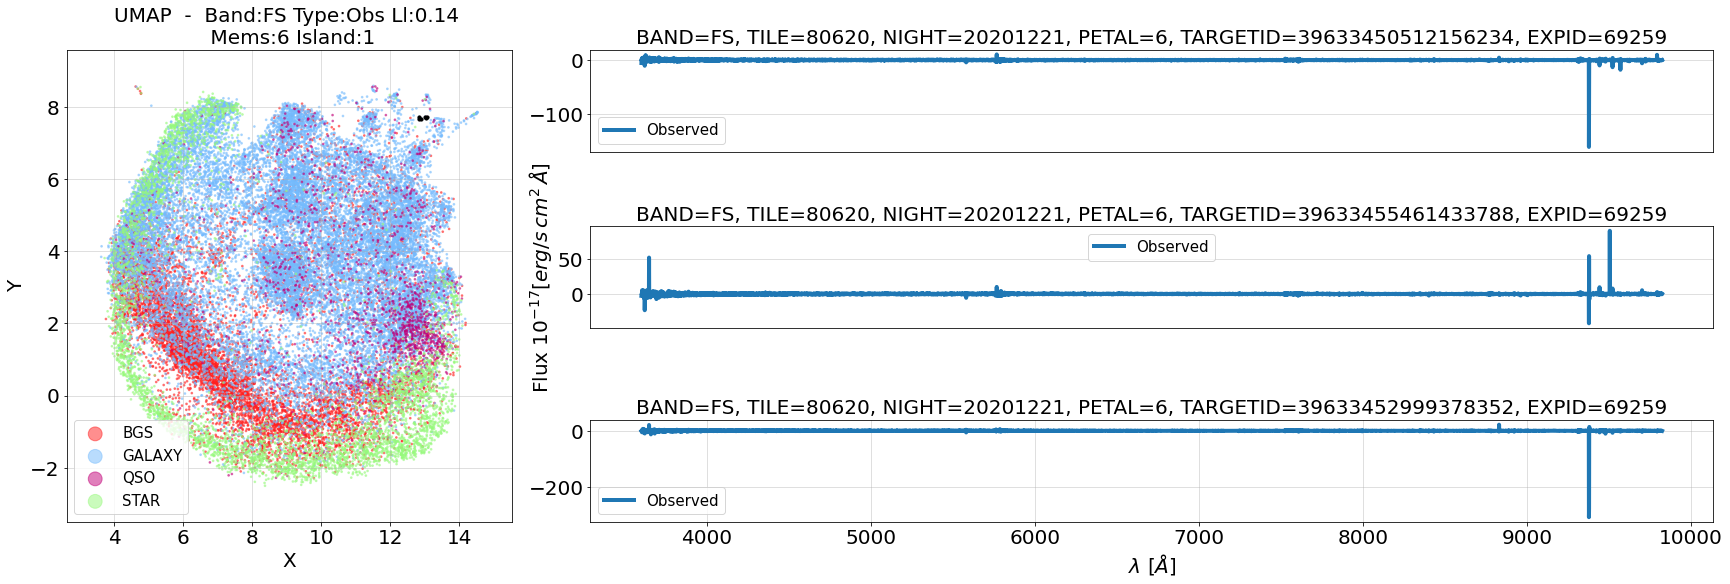 UMAP - Band:FS Type:Obs Ll:0.14
Mems:6 Island:1
Y
8
6
4
2
0
−2
BGS
GALAXY
QSO
STAR
4 6 8 10 12 14
X
Flux 10⁻¹⁷[erg/s cm² Å]
BAND=FS, TILE=80620, NIGHT=20201221, PETAL=6, TARGETID=39633450512156234, EXPID=69259
0
−100
Observed
BAND=FS, TILE=80620, NIGHT=20201221, PETAL=6, TARGETID=39633455461433788, EXPID=69259
50
0
Observed
BAND=FS, TILE=80620, NIGHT=20201221, PETAL=6, TARGETID=39633452999378352, EXPID=69259
0
−200
Observed
4000 5000 6000 7000 8000 9000 10000
λ [Å]